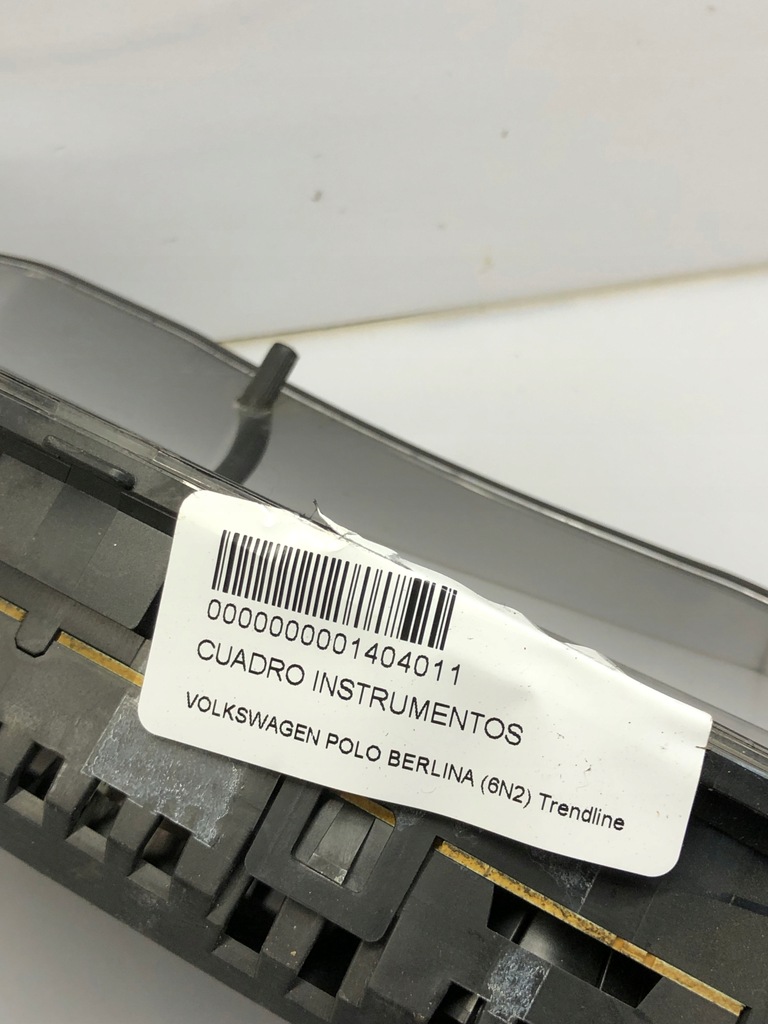 0000000001404011
CUADRO INSTRUMENTOS
VOLKSWAGEN POLO BERLINA (6N2) Trendline